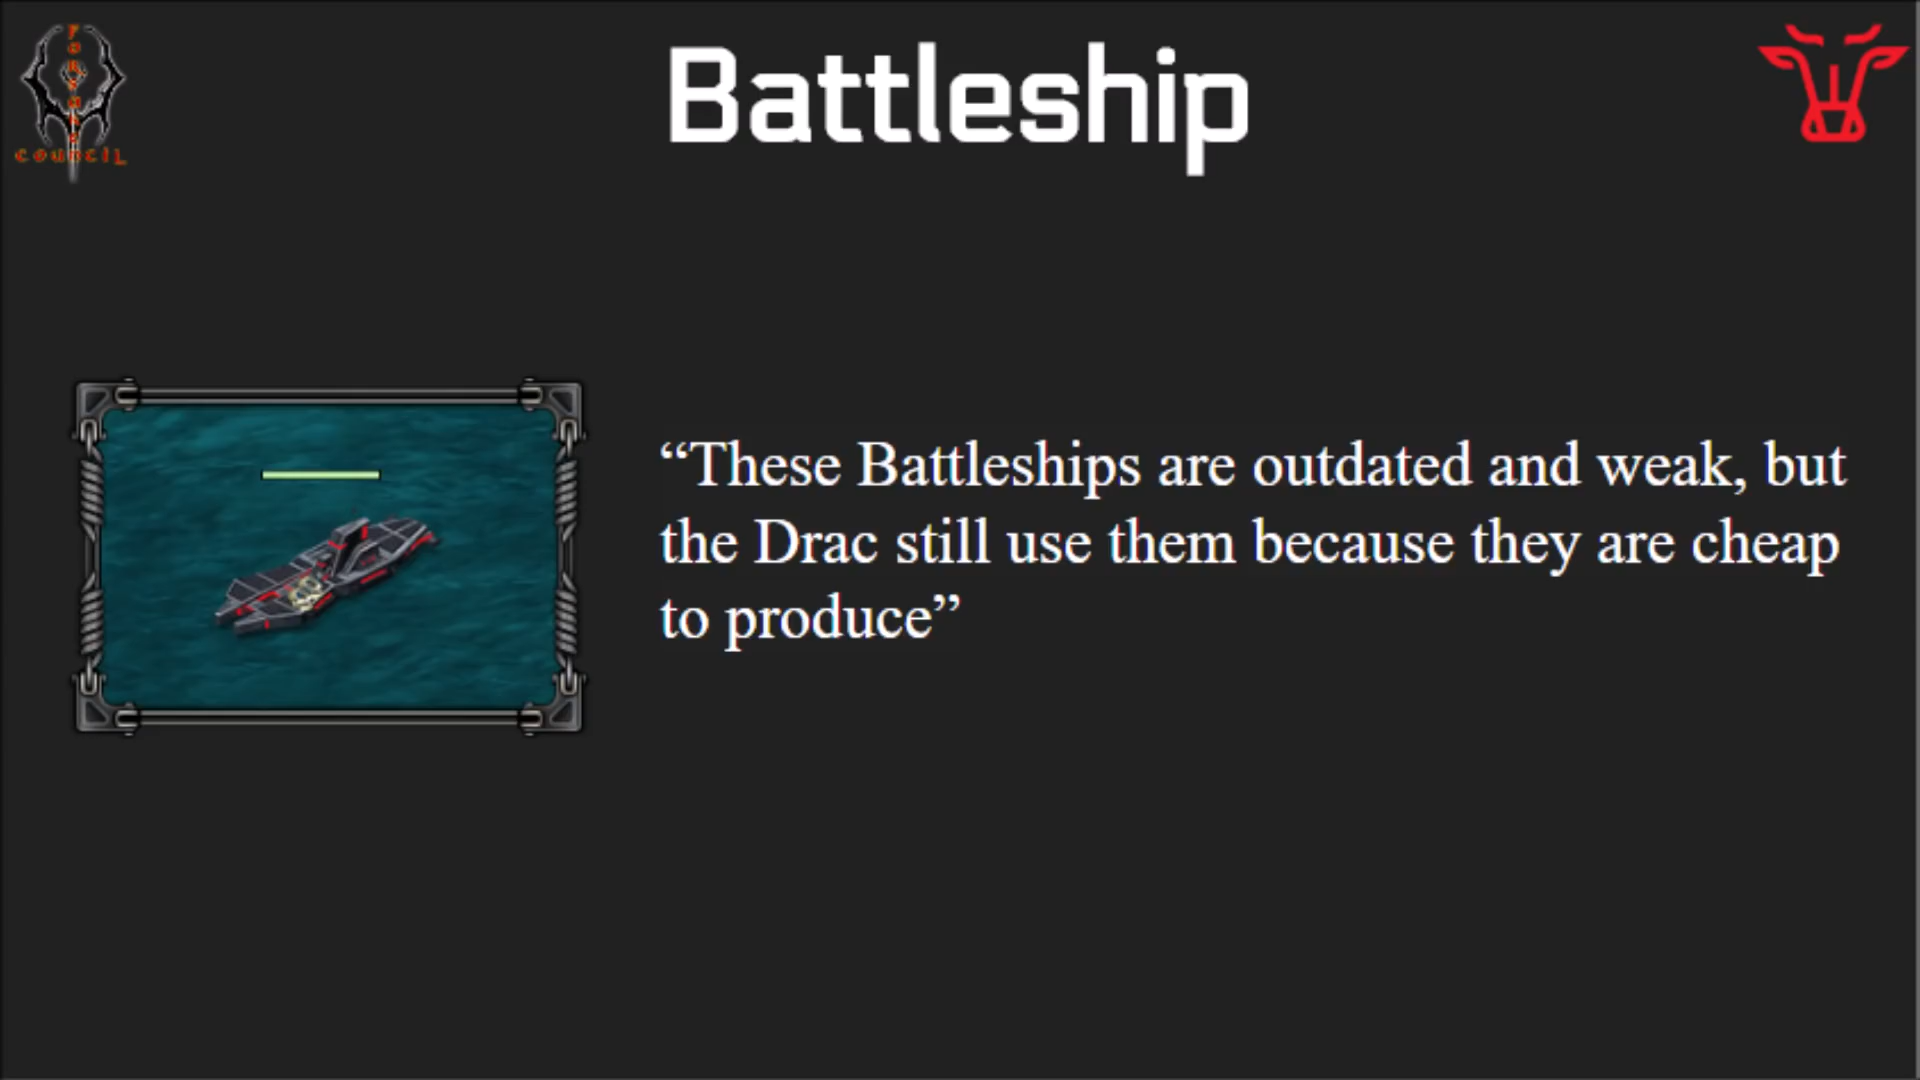 Battleship
COUNCIL
“These Battleships are outdated and weak, but
the Drac still use them because they are cheap
to produce”